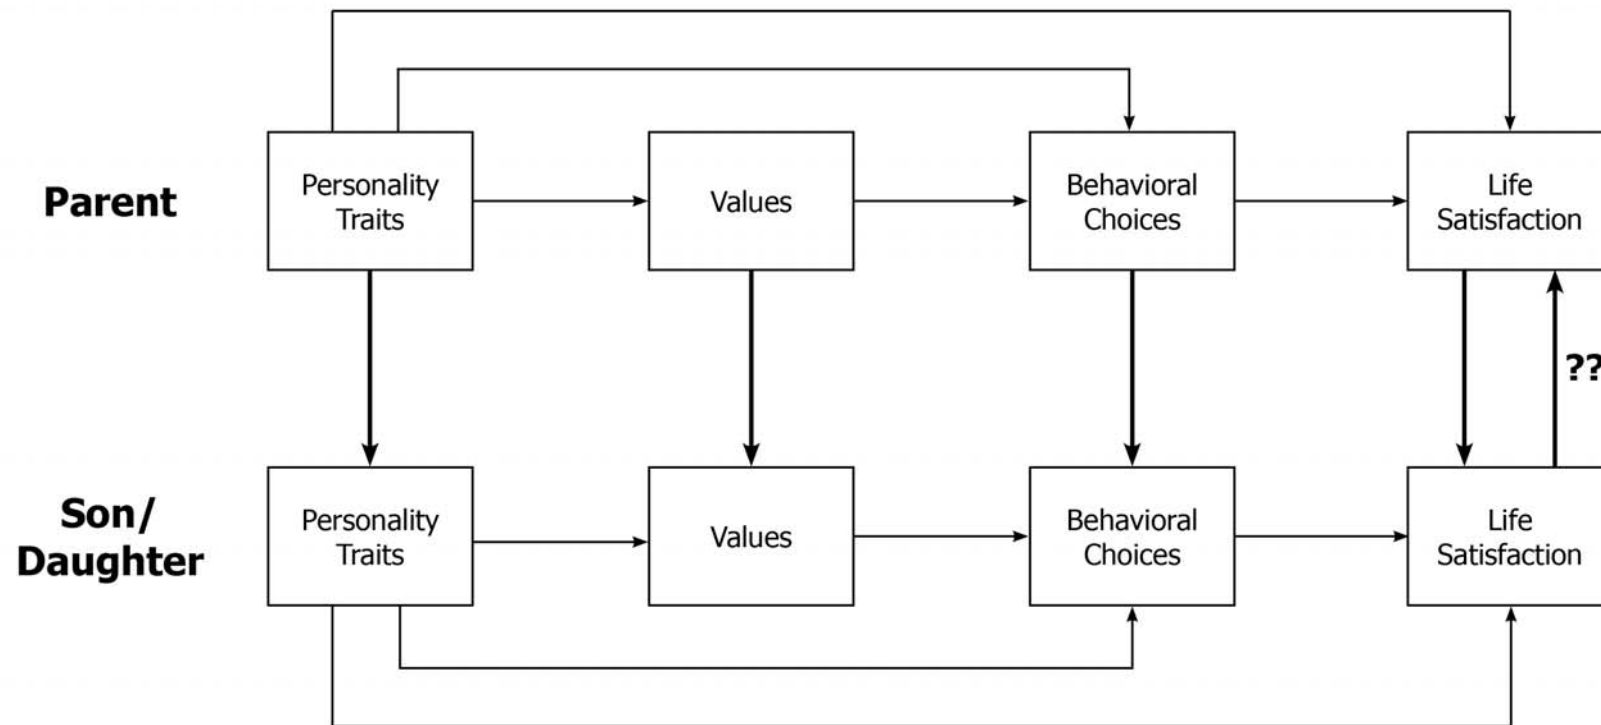 Parent
Personality
Traits
Values
Behavioral
Choices
Life
Satisfaction
??
Son/
Daughter
Personality
Traits
Values
Behavioral
Choices
Life
Satisfaction